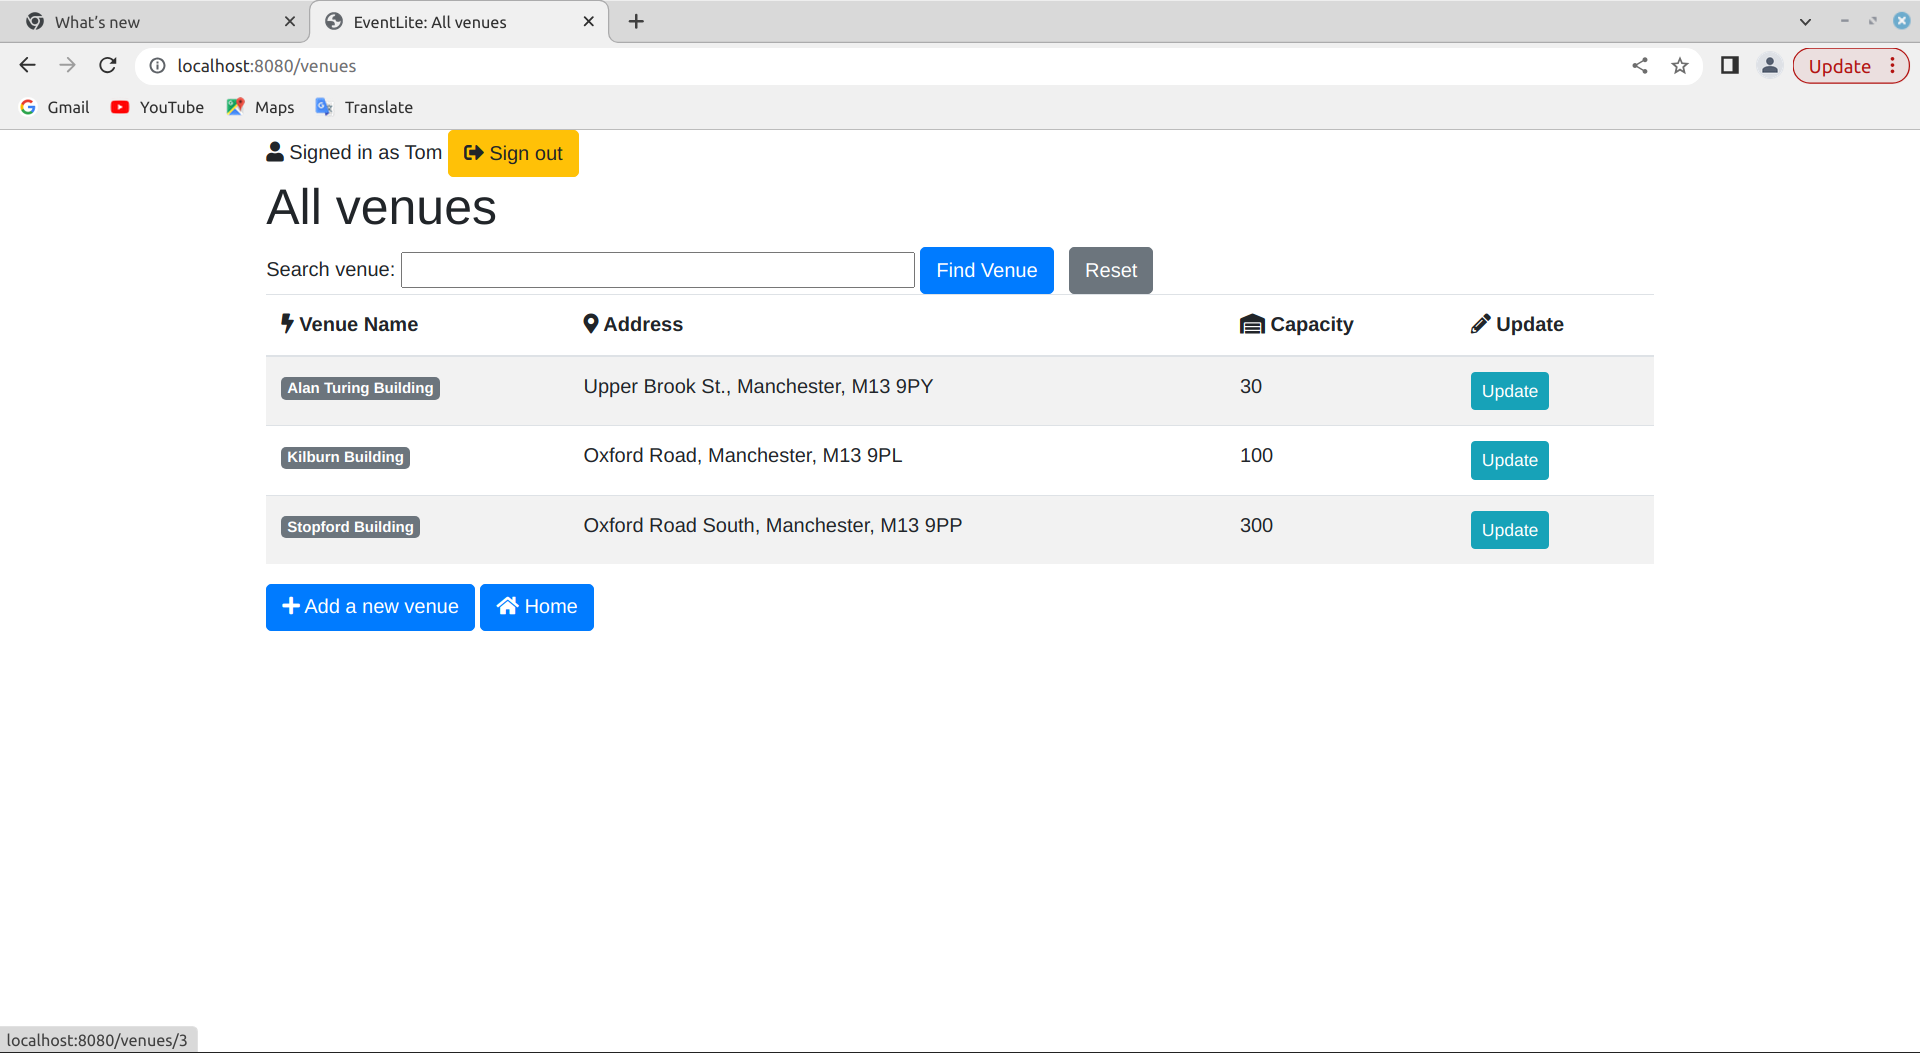 What's new
EventLite: All venues
localhost:8080/venues
Update
Gmail YouTube Maps Translate
Signed in as Tom Sign out
All venues
Search venue: Find Venue Reset
Venue Name Address Capacity Update
Alan Turing Building Upper Brook St., Manchester, M13 9PY 30 Update
Kilburn Building Oxford Road, Manchester, M13 9PL 100 Update
Stopford Building Oxford Road South, Manchester, M13 9PP 300 Update
Add a new venue Home
localhost:8080/venues/3